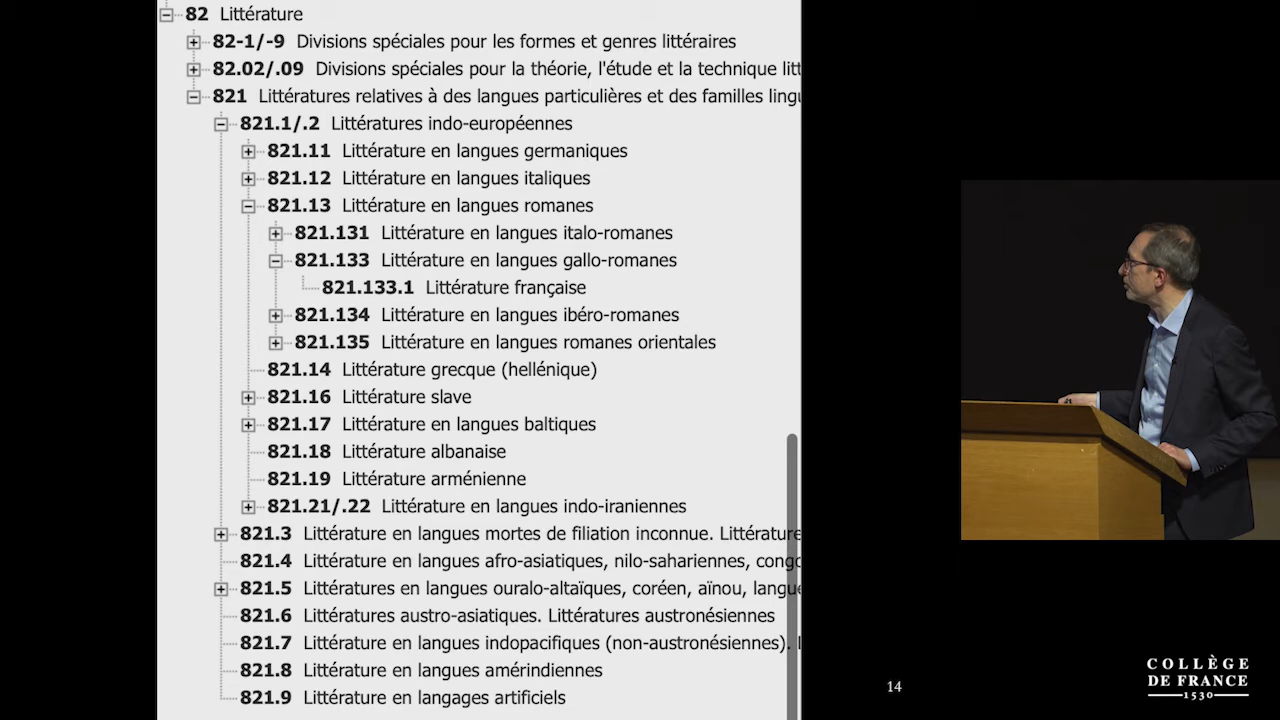 82 Littérature
82-1/-9 Divisions spéciales pour les formes et genres littéraires
82.02/.09 Divisions spéciales pour la théorie, l'étude et la technique
821 Littératures relatives à des langues particulières et des familles
821.1/.2 Littératures indo-européennes
821.11 Littérature en langues germaniques
821.12 Littérature en langues italiques
821.13 Littérature en langues romanes
821.131 Littérature en langues italo-romanes
821.133 Littérature en langues gallo-romanes
821.133.1 Littérature française
821.134 Littérature en langues ibéro-romanes
821.135 Littérature en langues romanes orientales
821.14 Littérature grecque (hellénique)
821.16 Littérature slave
821.17 Littérature en langues baltiques
821.18 Littérature albanaise
821.19 Littérature arménienne
821.21/.22 Littérature en langues indo-iraniennes
821.3 Littérature en langues mortes de filiation inconnue. Littérature
821.4 Littérature en langues afro-asiatiques, nilo-sahariennes,
821.5 Littératures en langues ouralo-altaïques, coréen, aïnou,
821.6 Littératures austro-asiatiques. Littératures austronésiennes
821.7 Littérature en langues indopacifiques (non-austronésiennes).
821.8 Littérature en langues amérindiennes
821.9 Littérature en langages artificiels
14
COLLÈGE
DE FRANCE
1530